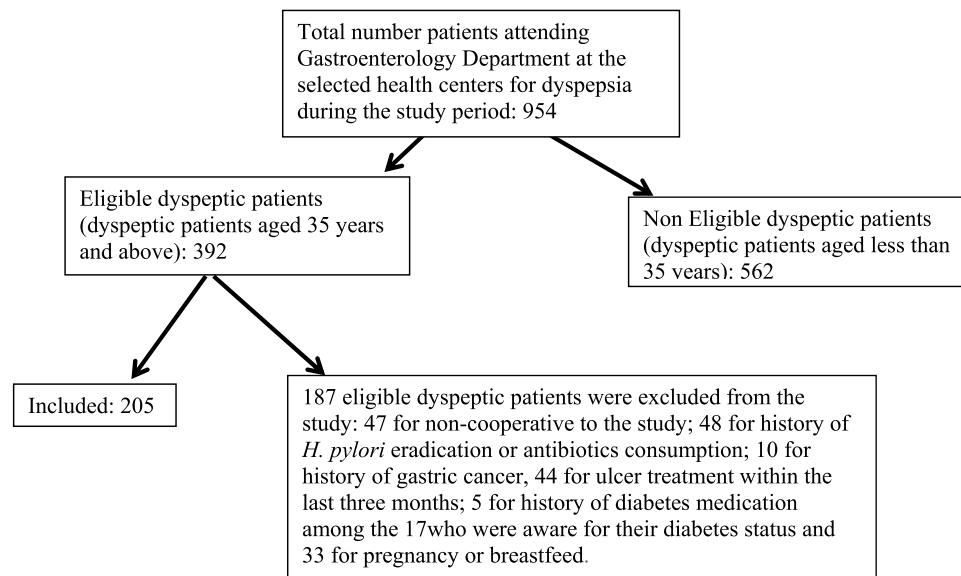 Total number patients attending
Gastroenterology Department at the
selected health centers for dyspepsia
during the study period: 954
Eligible dyspeptic patients
(dyspeptic patients aged 35 years
and above): 392
Non Eligible dyspeptic patients
(dyspeptic patients aged less than
35 years): 562
Included: 205
187 eligible dyspeptic patients were excluded from the
study: 47 for non-cooperative to the study; 48 for history of
H. pylori eradication or antibiotics consumption; 10 for
history of gastric cancer, 44 for ulcer treatment within the
last three months; 5 for history of diabetes medication
among the 17who were aware for their diabetes status and
33 for pregnancy or breastfeed.